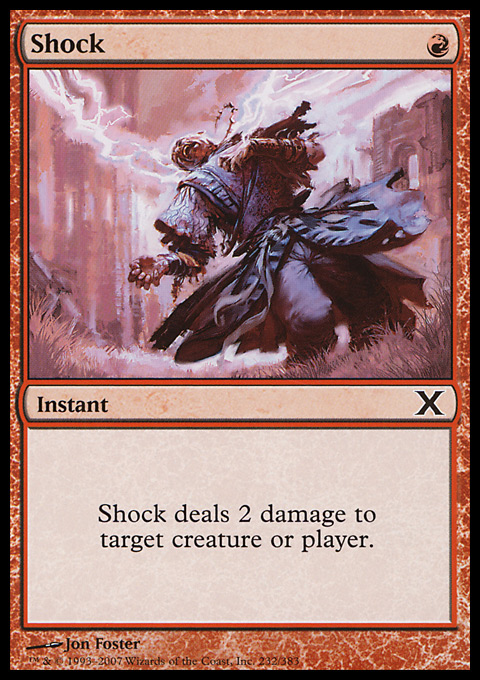 Shock
Instant
X
Shock deals 2 damage to
target creature or player.
Jon Foster
™ & © 1993-2007 Wizards of the Coast, Inc. 232/383